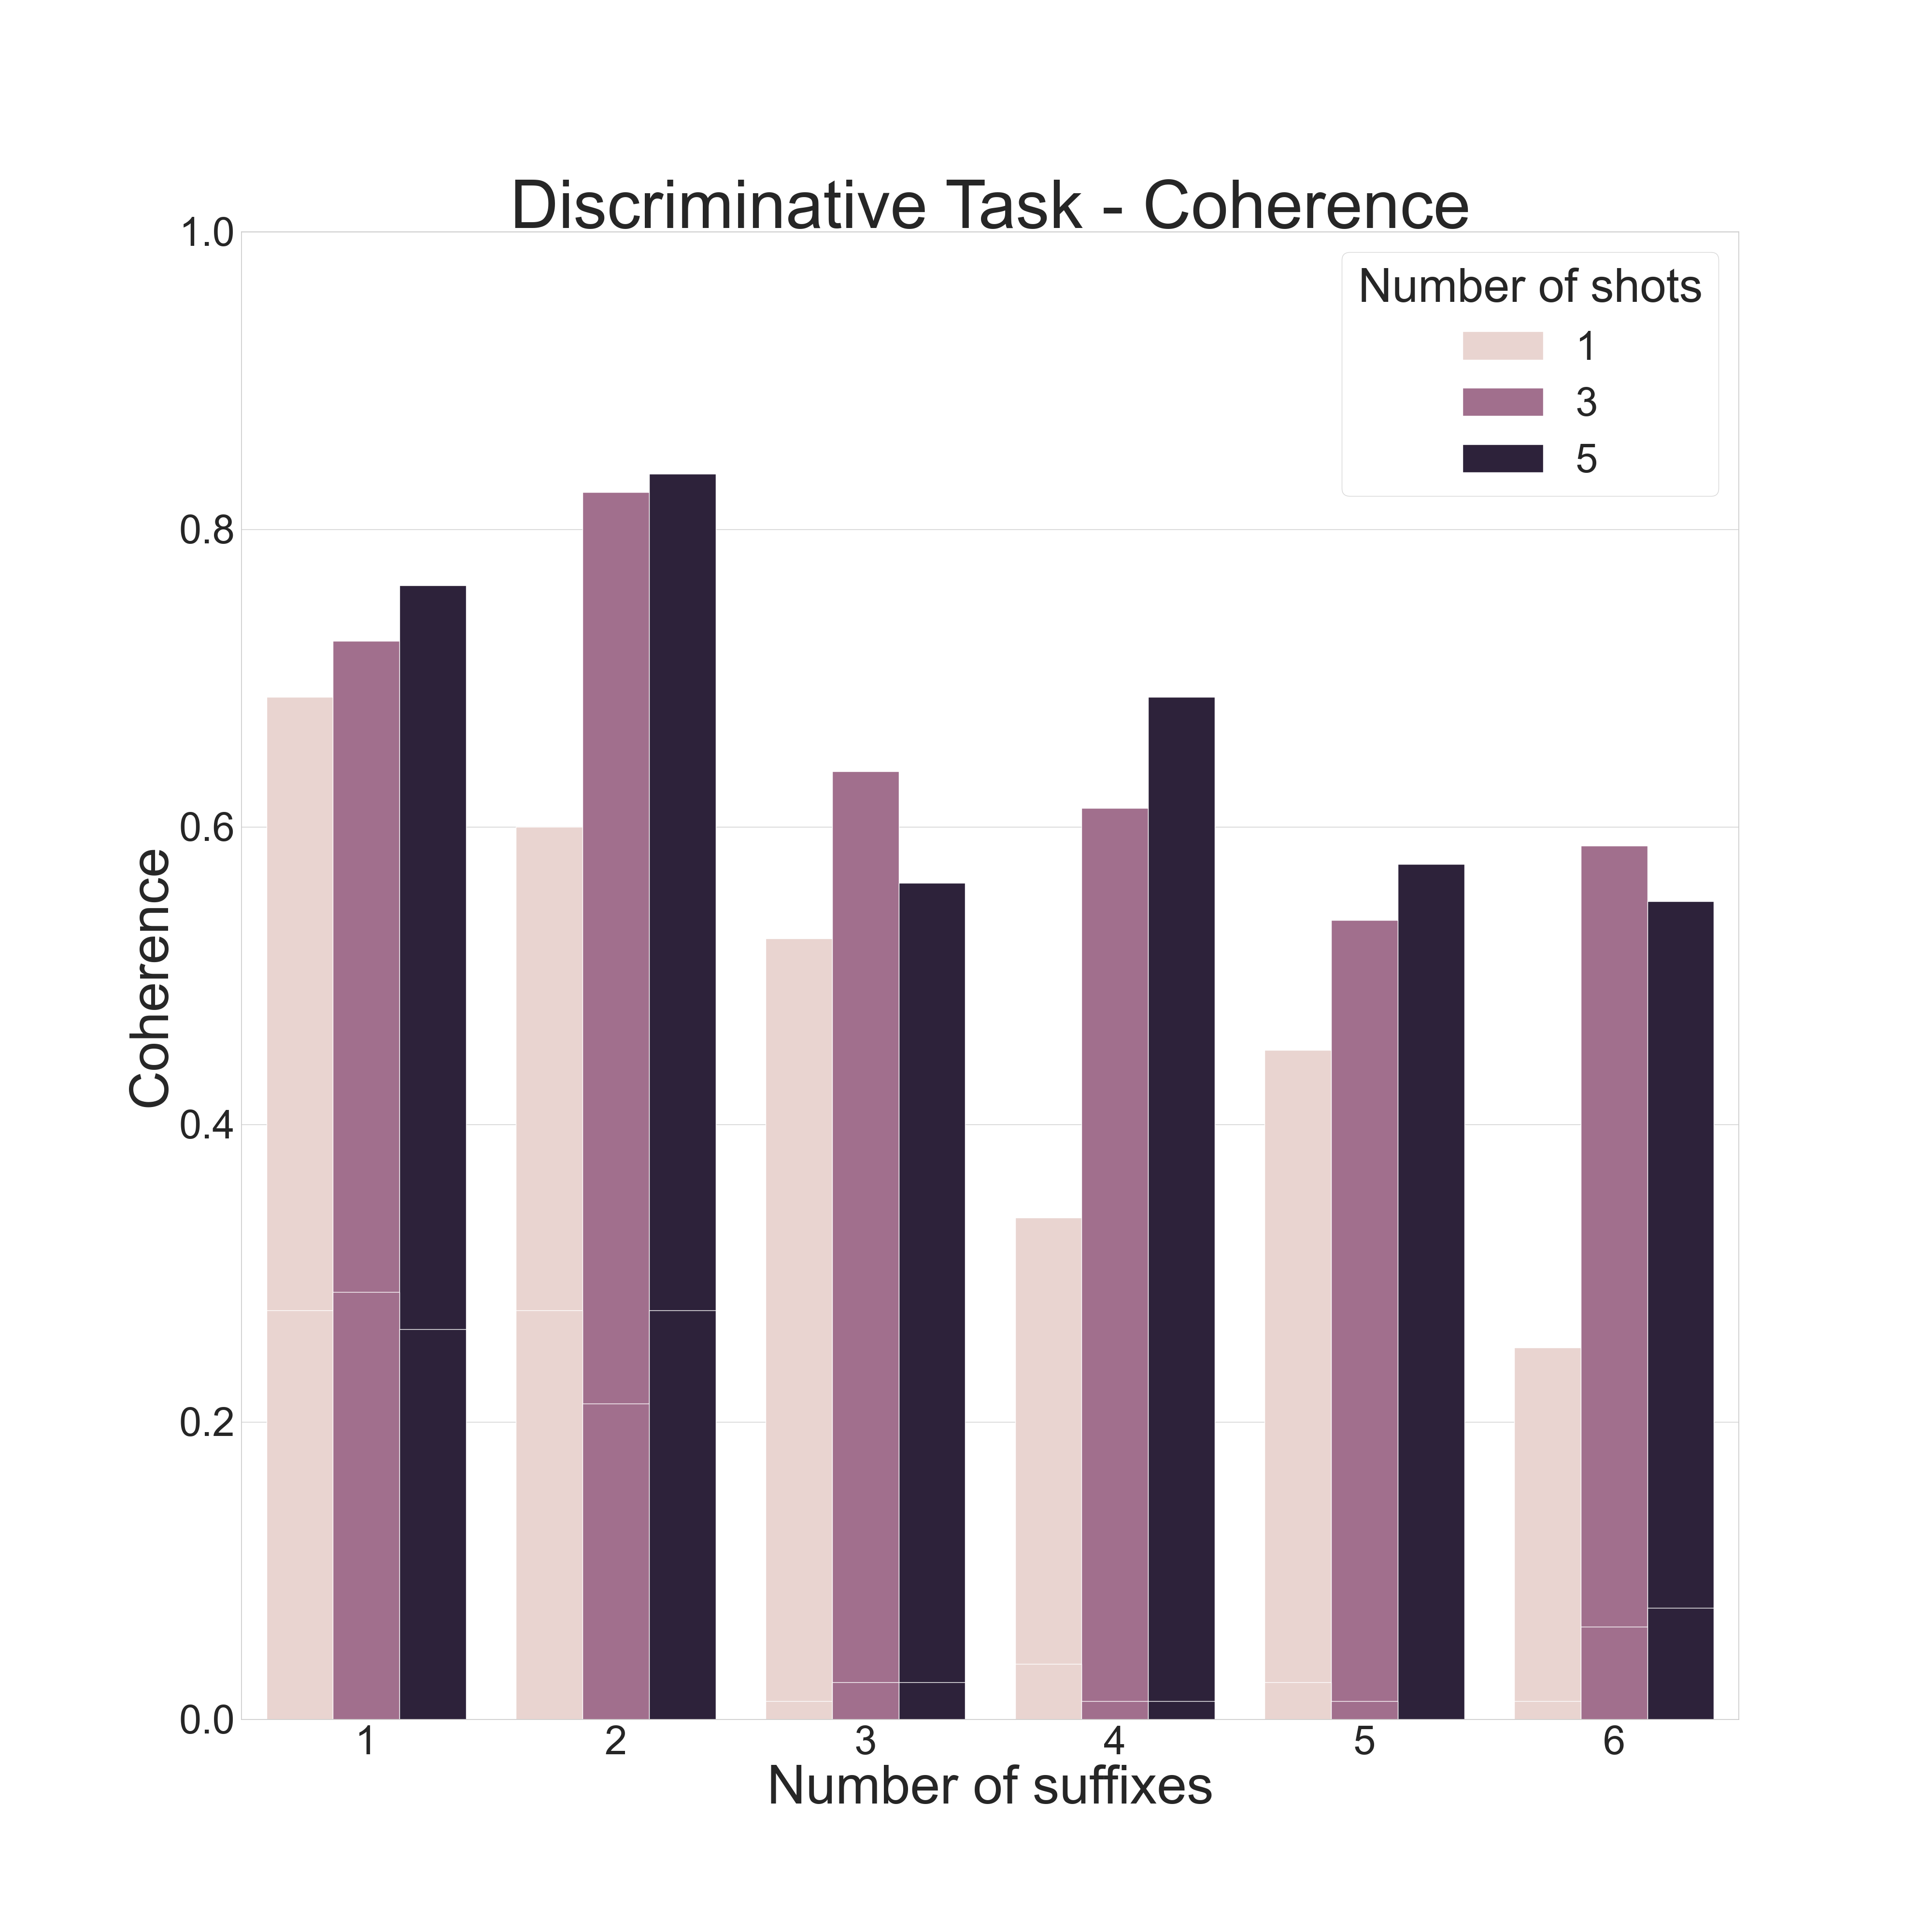 Discriminative Task - Coherence
1.0
0.8
0.6
0.4
0.2
0.0
Coherence
Number of shots
1
3
5
1 2 3 4 5 6
Number of suffixes